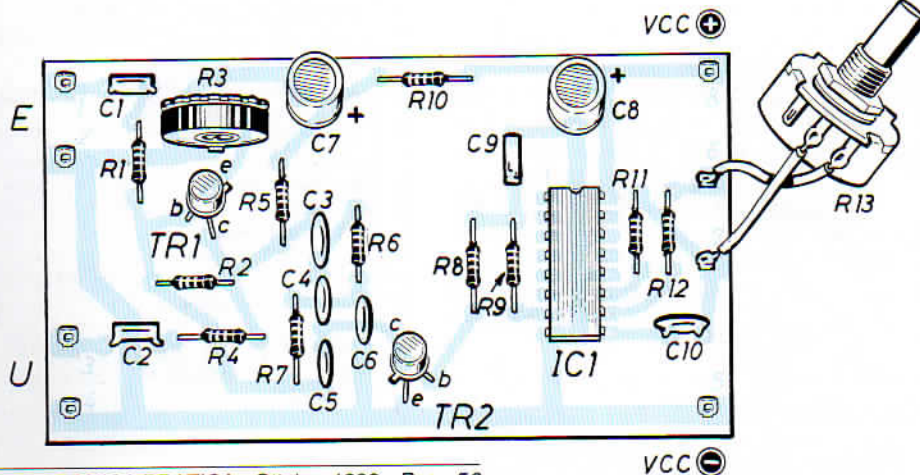 VCC +
E
C1
R3
C7
+
R10
+
C8
R1
e
b
c
TR1
R5
C3
R6
C9
R11
R13
R2
C4
R8
R9
R12
C2
R4
R7
C5
C6
c
b
e
TR2
IC1
C10
U
VCC −